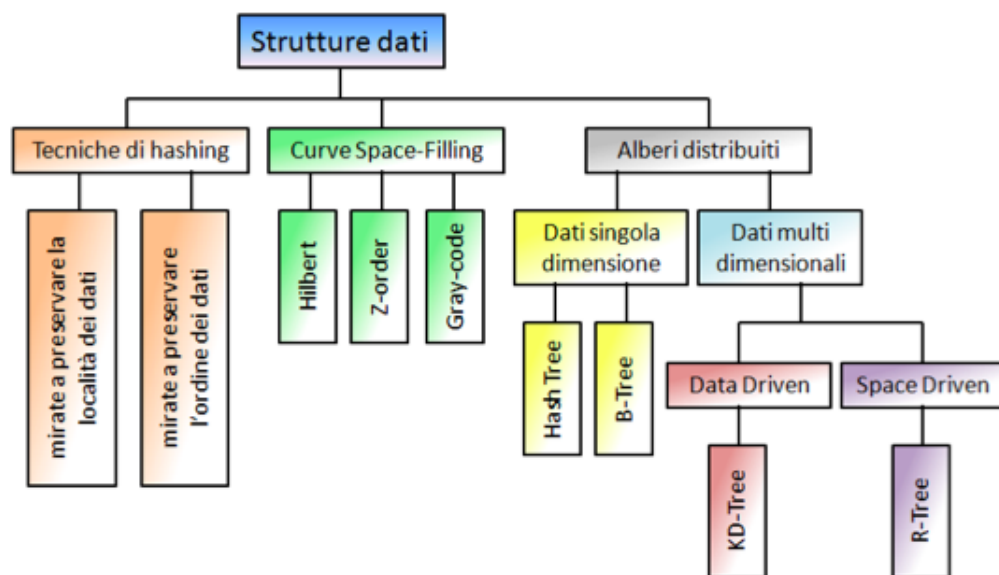 Strutture dati
Tecniche di hashing
Curve Space-Filling
Alberi distribuiti
mirate a preservare la
località dei dati
mirate a preservare
l'ordine dei dati
Hilbert
Z-order
Gray-code
Dati singola
dimensione
Dati multi
dimensionali
Hash Tree
B-Tree
Data Driven
Space Driven
KD-Tree
R-Tree